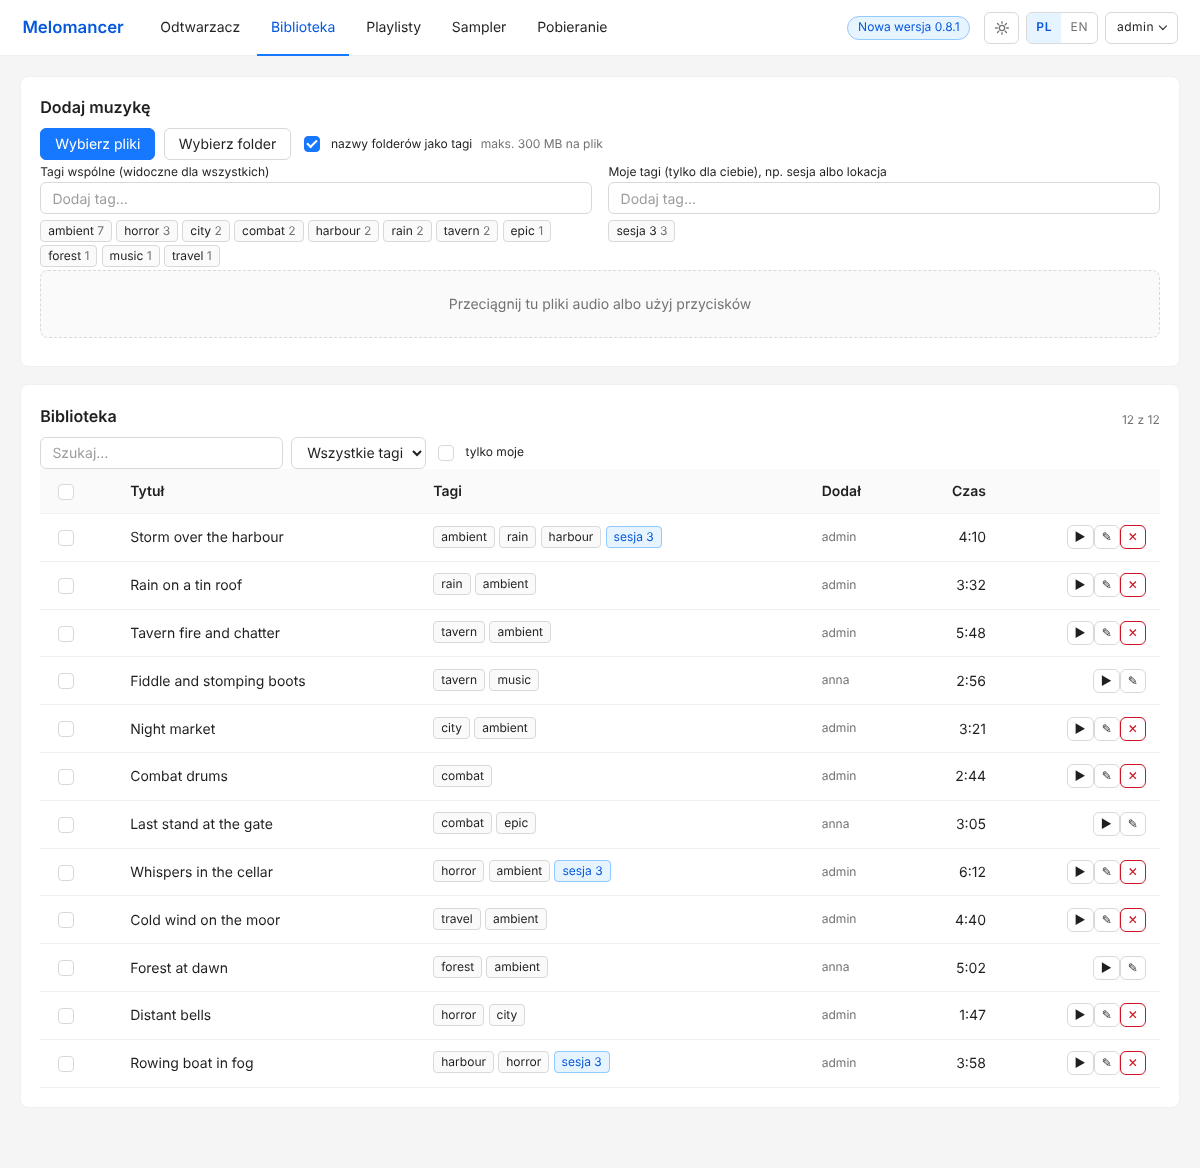 Melomancer Odtwarzacz Biblioteka Playlisty Sampler Pobieranie Nowa wersja 0.8.1 PL EN admin
Dodaj muzykę
Wybierz pliki Wybierz folder nazwy folderów jako tagi maks. 300 MB na plik
Tagi wspólne (widoczne dla wszystkich) Moje tagi (tylko dla ciebie), np. sesja albo lokacja
Dodaj tag... Dodaj tag...
ambient 7 horror 3 city 2 combat 2 harbour 2 rain 2 tavern 2 epic 1 sesja 3 3
forest 1 music 1 travel 1
Przeciągnij tu pliki audio albo użyj przycisków
Biblioteka 12 z 12
Szukaj... Wszystkie tagi tylko moje
Tytuł Tagi Dodał Czas
Storm over the harbour ambient rain harbour sesja 3 admin 4:10
Rain on a tin roof rain ambient admin 3:32
Tavern fire and chatter tavern ambient admin 5:48
Fiddle and stomping boots tavern music anna 2:56
Night market city ambient admin 3:21
Combat drums combat admin 2:44
Last stand at the gate combat epic anna 3:05
Whispers in the cellar horror ambient sesja 3 admin 6:12
Cold wind on the moor travel ambient admin 4:40
Forest at dawn forest ambient anna 5:02
Distant bells horror city admin 1:47
Rowing boat in fog harbour horror sesja 3 admin 3:58